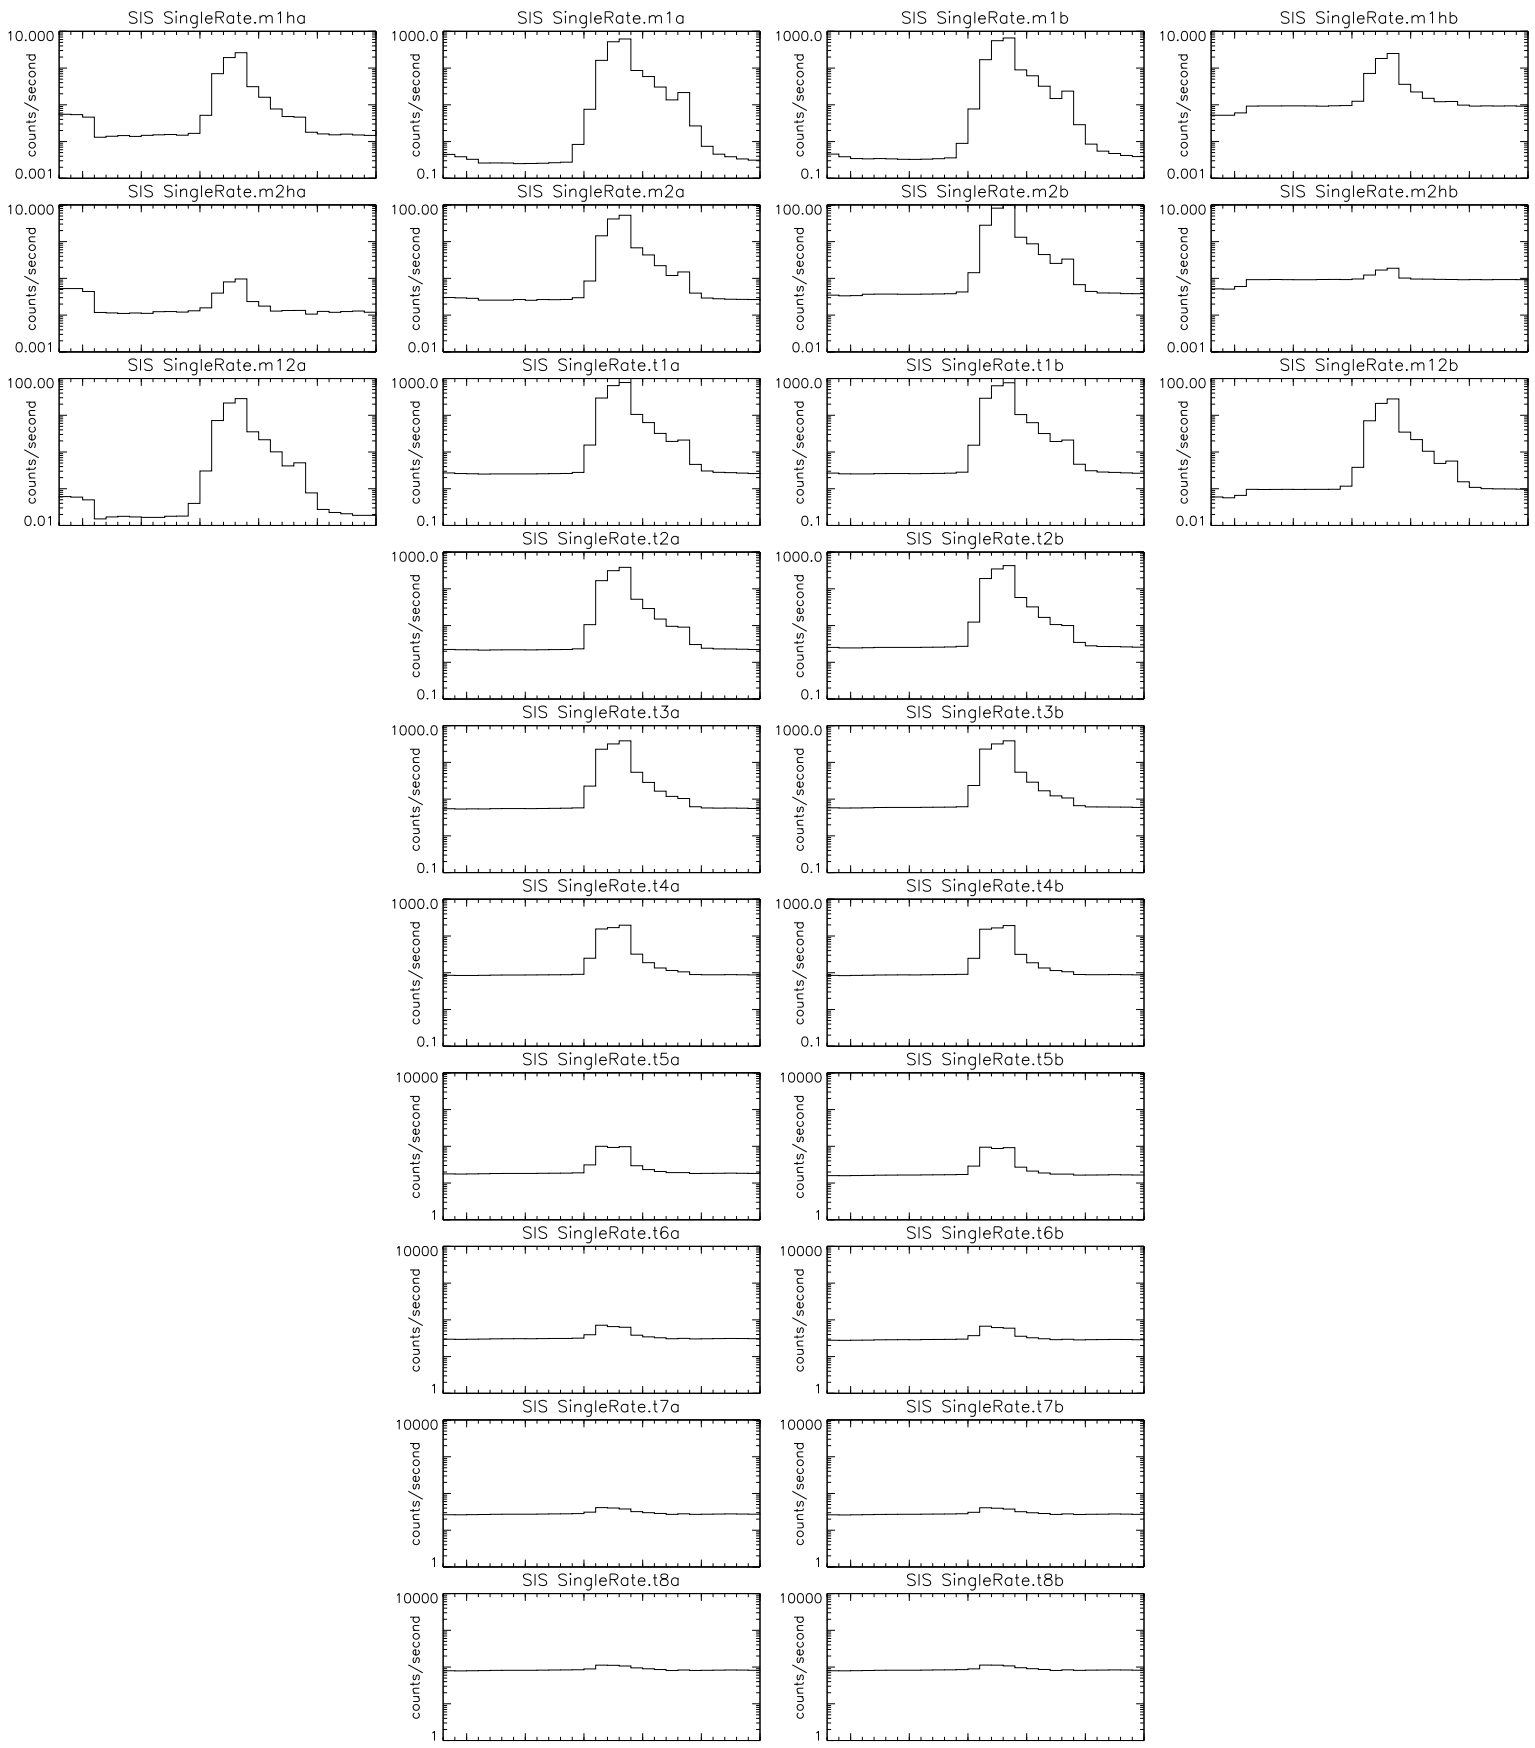 SIS SingleRate.m1ha
10.000
counts/second
0.001
SIS SingleRate.m1a
1000.0
counts/second
0.1
SIS SingleRate.m1b
1000.0
counts/second
0.1
SIS SingleRate.m1hb
10.000
counts/second
0.001
SIS SingleRate.m2ha
10.000
counts/second
0.001
SIS SingleRate.m2a
100.00
counts/second
0.01
SIS SingleRate.m2b
100.00
counts/second
0.01
SIS SingleRate.m2hb
10.000
counts/second
0.001
SIS SingleRate.m12a
100.00
counts/second
0.01
SIS SingleRate.t1a
1000.0
counts/second
0.1
SIS SingleRate.t1b
1000.0
counts/second
0.1
SIS SingleRate.m12b
100.00
counts/second
0.01
SIS SingleRate.t2a
1000.0
counts/second
0.1
SIS SingleRate.t2b
1000.0
counts/second
0.1
SIS SingleRate.t3a
1000.0
counts/second
0.1
SIS SingleRate.t3b
1000.0
counts/second
0.1
SIS SingleRate.t4a
1000.0
counts/second
0.1
SIS SingleRate.t4b
1000.0
counts/second
0.1
SIS SingleRate.t5a
10000
counts/second
1
SIS SingleRate.t5b
10000
counts/second
1
SIS SingleRate.t6a
10000
counts/second
1
SIS SingleRate.t6b
10000
counts/second
1
SIS SingleRate.t7a
10000
counts/second
1
SIS SingleRate.t7b
10000
counts/second
1
SIS SingleRate.t8a
10000
counts/second
1
SIS SingleRate.t8b
10000
counts/second
1